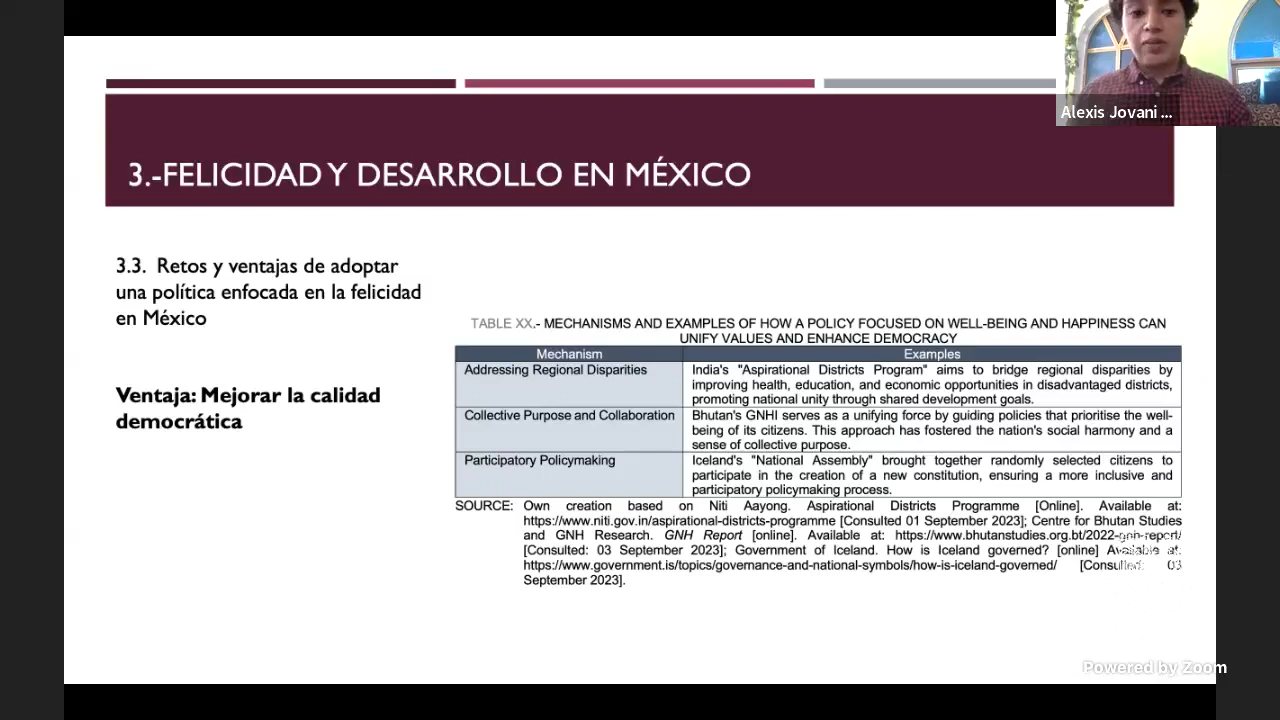 Alexis Jovani ...
3.-FELICIDAD Y DESARROLLO EN MÉXICO
3.3. Retos y ventajas de adoptar
una política enfocada en la felicidad
en México
Ventaja: Mejorar la calidad
democrática
TABLE XX.- MECHANISMS AND EXAMPLES OF HOW A POLICY FOCUSED ON WELL-BEING AND HAPPINESS CAN
UNIFY VALUES AND ENHANCE DEMOCRACY
Mechanism Examples
Addressing Regional Disparities India's "Aspirational Districts Program" aims to bridge regional disparities by
improving health, education, and economic opportunities in disadvantaged districts,
promoting national unity through shared development goals.
Collective Purpose and Collaboration Bhutan's GNHI serves as a unifying force by guiding policies that prioritise the well-
being of its citizens. This approach has fostered the nation's social harmony and a
sense of collective purpose.
Participatory Policymaking Iceland's "National Assembly" brought together randomly selected citizens to
participate in the creation of a new constitution, ensuring a more inclusive and
participatory policymaking process.
SOURCE: Own creation based on Niti Aayong. Aspirational Districts Programme [Online]. Available at:
https://www.niti.gov.in/aspirational-districts-programme [Consulted 01 September 2023]; Centre for Bhutan Studies
and GNH Research. GNH Report [online]. Available at: https://www.bhutanstudies.org.bt/2022-gnh-report/
[Consulted: 03 September 2023]; Government of Iceland. How is Iceland governed? [online] Available at:
https://www.government.is/topics/governance-and-national-symbols/how-is-iceland-governed/ [Consulted: 03
September 2023].
Powered by Zoom